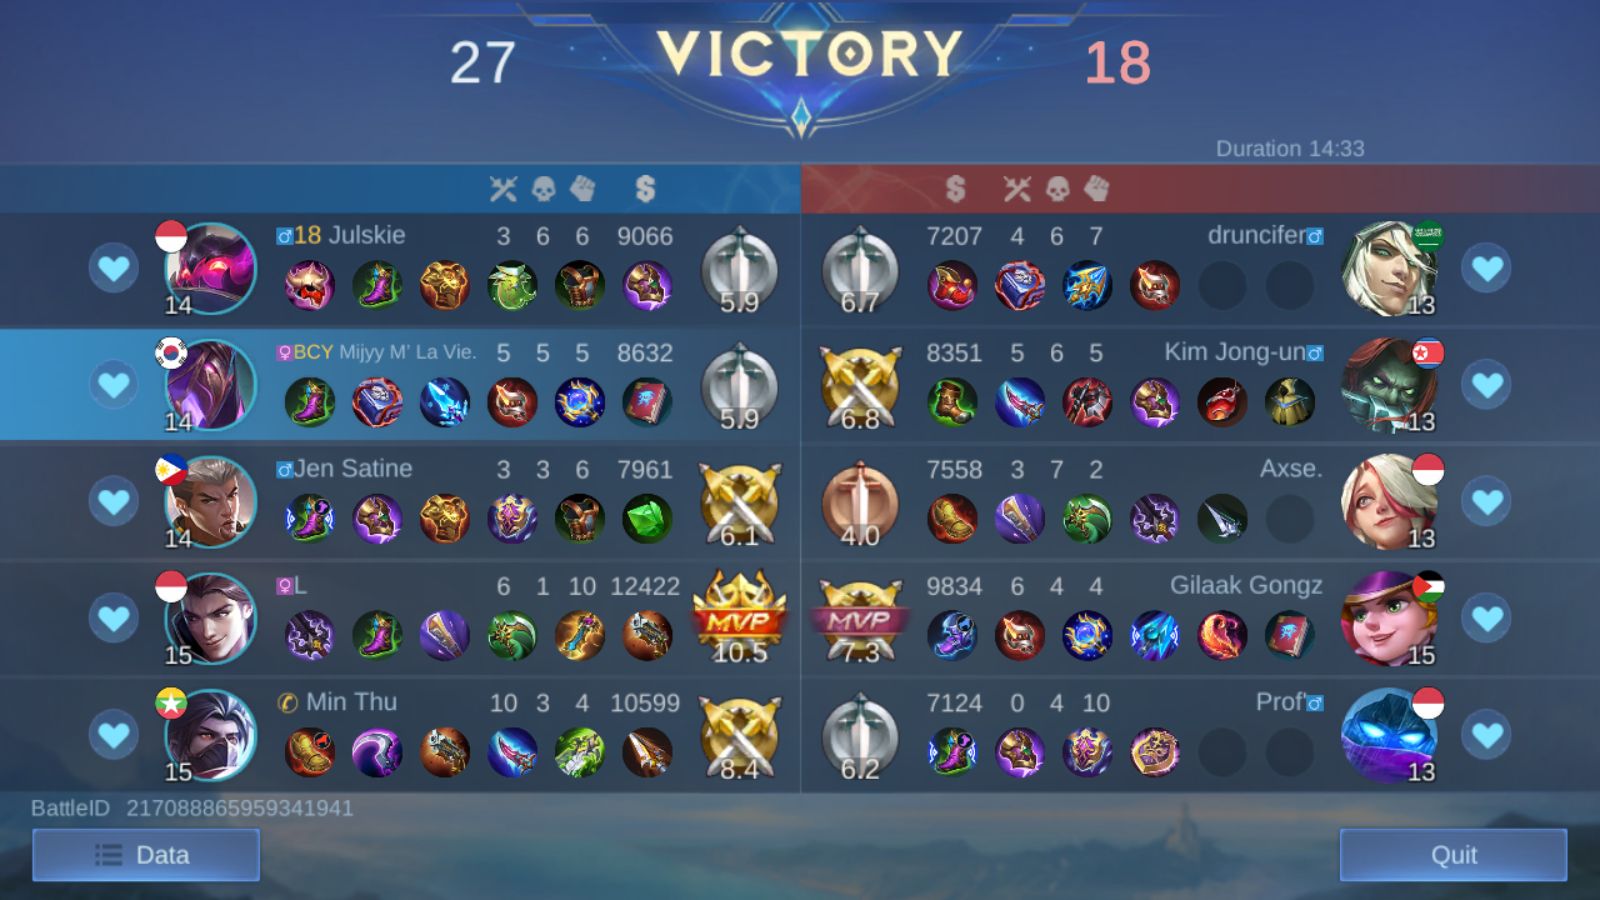 27 VICTORY 18
Duration 14:33
18 Julskie 3 6 6 9066 5.9 14
6.7 7207 4 6 7 druncifer 13
BCY Mijyy M' La Vie. 5 5 5 8632 5.9 14
6.8 8351 5 6 5 Kim Jong-un 13
Jen Satine 3 3 6 7961 6.1 14
4.0 7558 3 7 2 Axse. 13
L 6 1 10 12422 MVP 10.5 15
MVP 7.3 9834 6 4 4 Gilaak Gongz 15
Min Thu 10 3 4 10599 8.4 15
6.2 7124 0 4 10 Prof' 13
BattleID 217088865959341941
Data
Quit